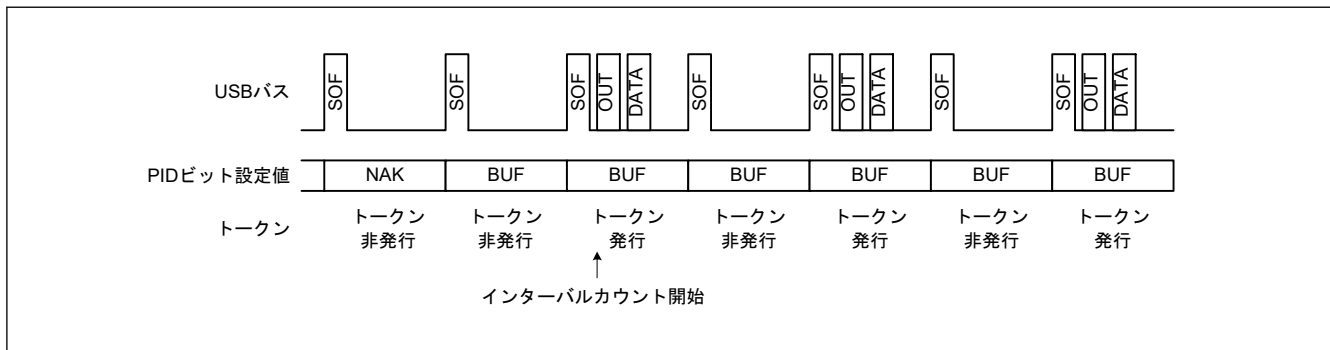 USBバス SOF SOF SOF OUT DATA SOF SOF OUT DATA SOF SOF OUT DATA
PIDビット設定値 NAK BUF BUF BUF BUF BUF BUF
トークン トークン トークン トークン トークン トークン トークン
トークン 非発行 非発行 発行 非発行 発行 非発行 発行
インターバルカウント開始